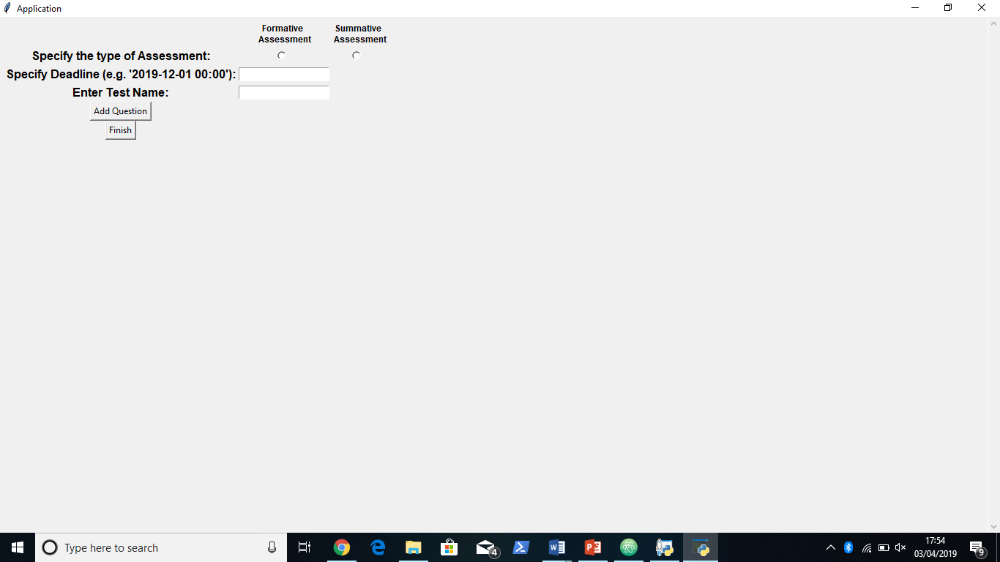 Application
Formative Summative
Assessment Assessment
Specify the type of Assessment:
Specify Deadline (e.g. '2019-12-01 00:00'):
Enter Test Name:
Add Question
Finish
Type here to search
4
17:54
03/04/2019
9